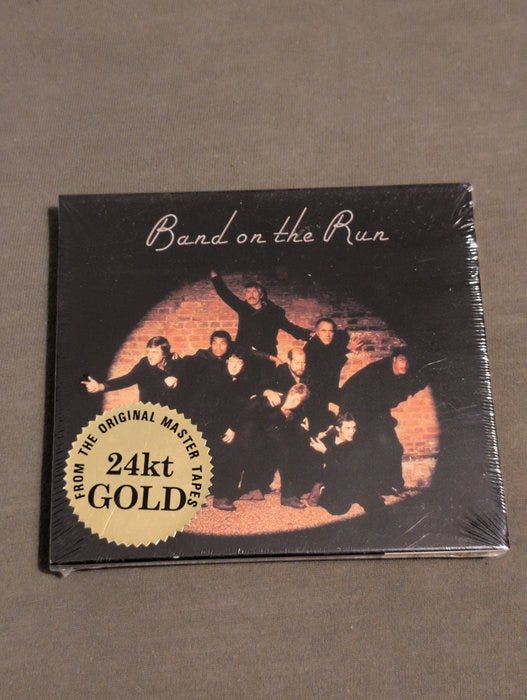 Band on the Run
FROM THE ORIGINAL MASTER TAPES
24kt
GOLD